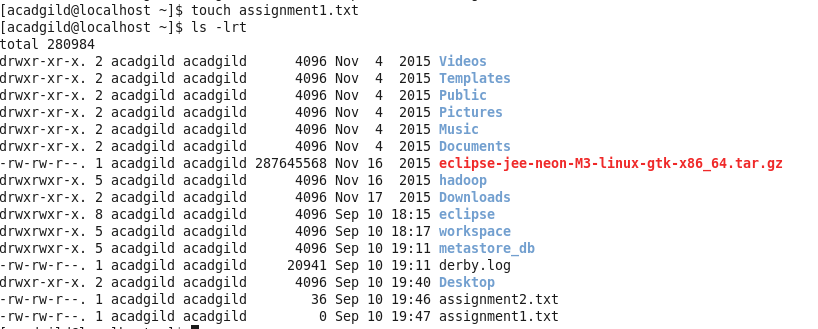 [acadgild@localhost ~]$ touch assignment1.txt
[acadgild@localhost ~]$ ls -lrt
total 280984
drwxr-xr-x. 2 acadgild acadgild      4096 Nov  4  2015 Videos
drwxr-xr-x. 2 acadgild acadgild      4096 Nov  4  2015 Templates
drwxr-xr-x. 2 acadgild acadgild      4096 Nov  4  2015 Public
drwxr-xr-x. 2 acadgild acadgild      4096 Nov  4  2015 Pictures
drwxr-xr-x. 2 acadgild acadgild      4096 Nov  4  2015 Music
drwxr-xr-x. 2 acadgild acadgild      4096 Nov  4  2015 Documents
-rw-rw-r--. 1 acadgild acadgild 287645568 Nov 16  2015 eclipse-jee-neon-M3-linux-gtk-x86_64.tar.gz
drwxrwxr-x. 5 acadgild acadgild      4096 Nov 16  2015 hadoop
drwxr-xr-x. 2 acadgild acadgild      4096 Nov 17  2015 Downloads
drwxrwxr-x. 8 acadgild acadgild      4096 Sep 10 18:15 eclipse
drwxrwxr-x. 5 acadgild acadgild      4096 Sep 10 18:17 workspace
drwxrwxr-x. 5 acadgild acadgild      4096 Sep 10 19:11 metastore_db
-rw-rw-r--. 1 acadgild acadgild     20941 Sep 10 19:11 derby.log
drwxr-xr-x. 2 acadgild acadgild      4096 Sep 10 19:40 Desktop
-rw-rw-r--. 1 acadgild acadgild        36 Sep 10 19:46 assignment2.txt
-rw-rw-r--. 1 acadgild acadgild         0 Sep 10 19:47 assignment1.txt